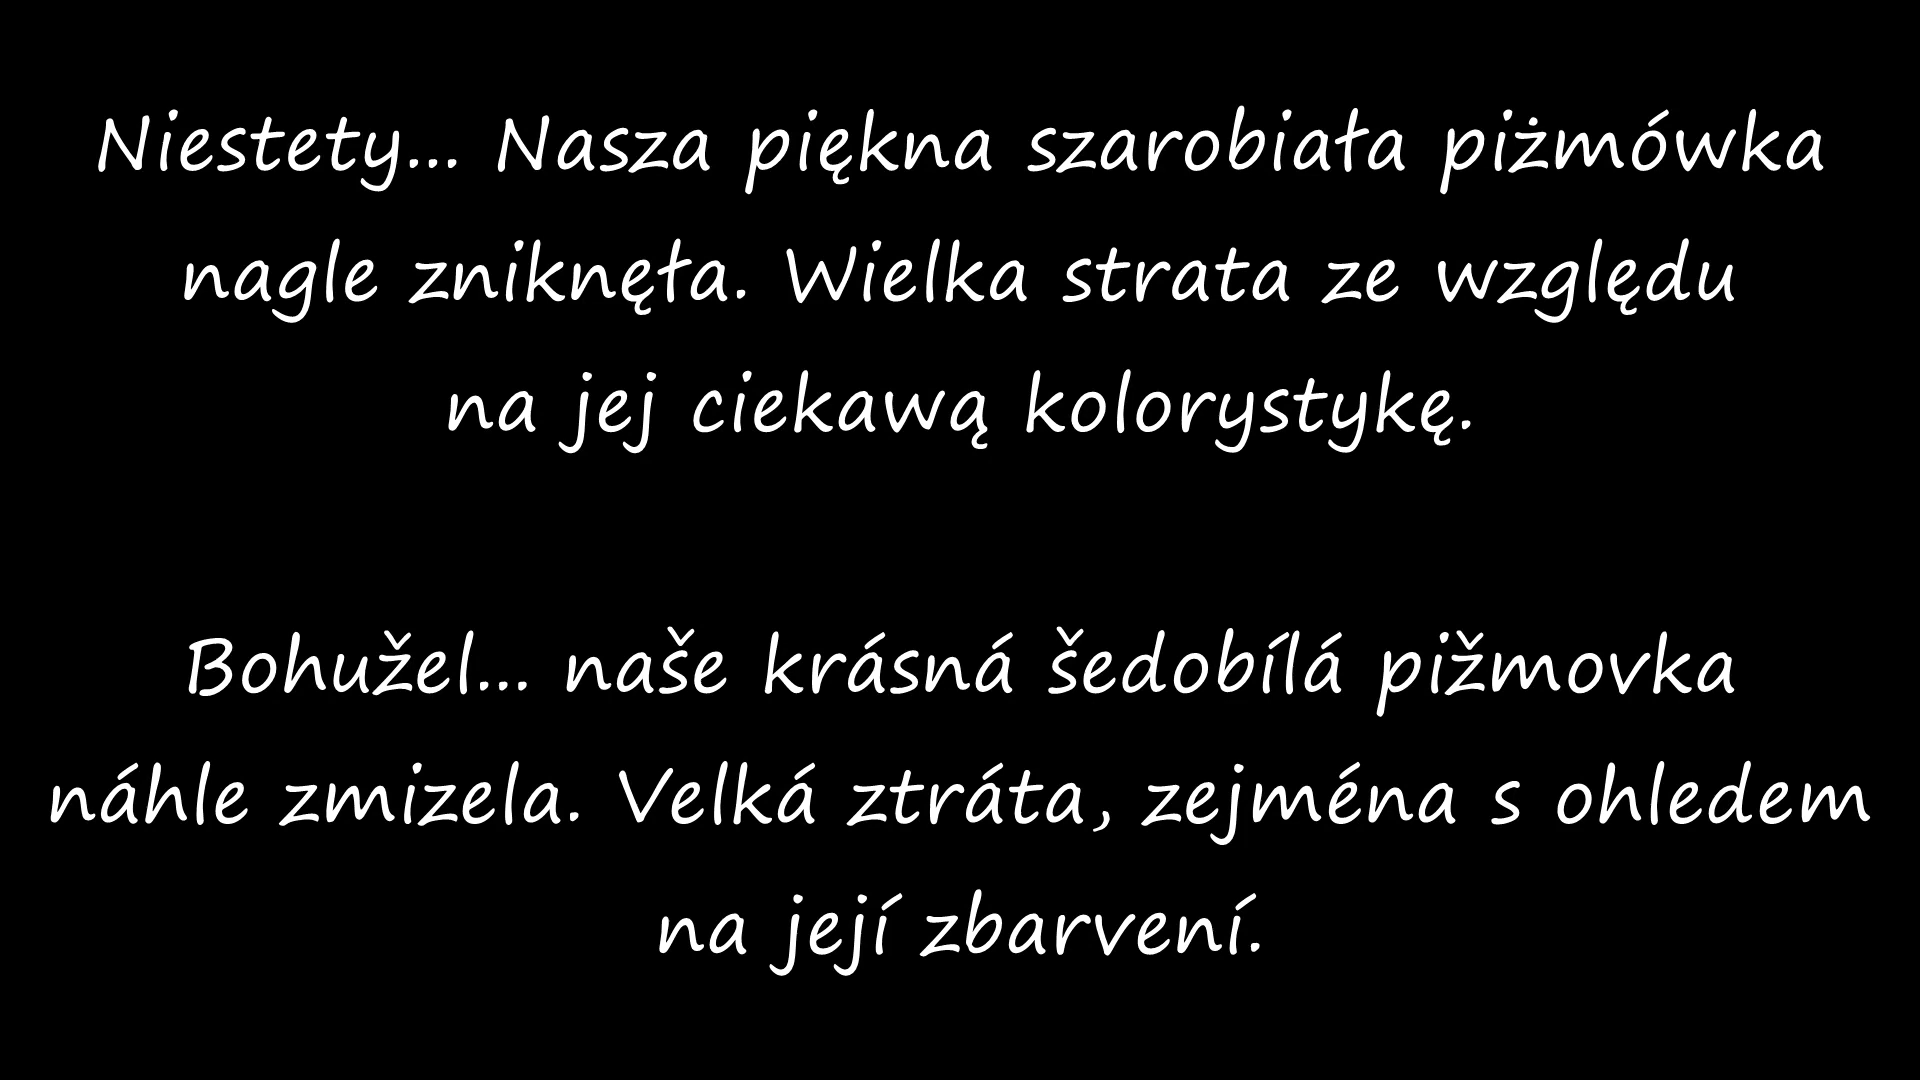 Niestety... Nasza piękna szarobiała piżmówka
nagle zniknęła. Wielka strata ze względu
na jej ciekawą kolorystykę.
Bohužel... naše krásná šedobílá pižmovka
náhle zmizela. Velká ztráta, zejména s ohledem
na její zbarvení.